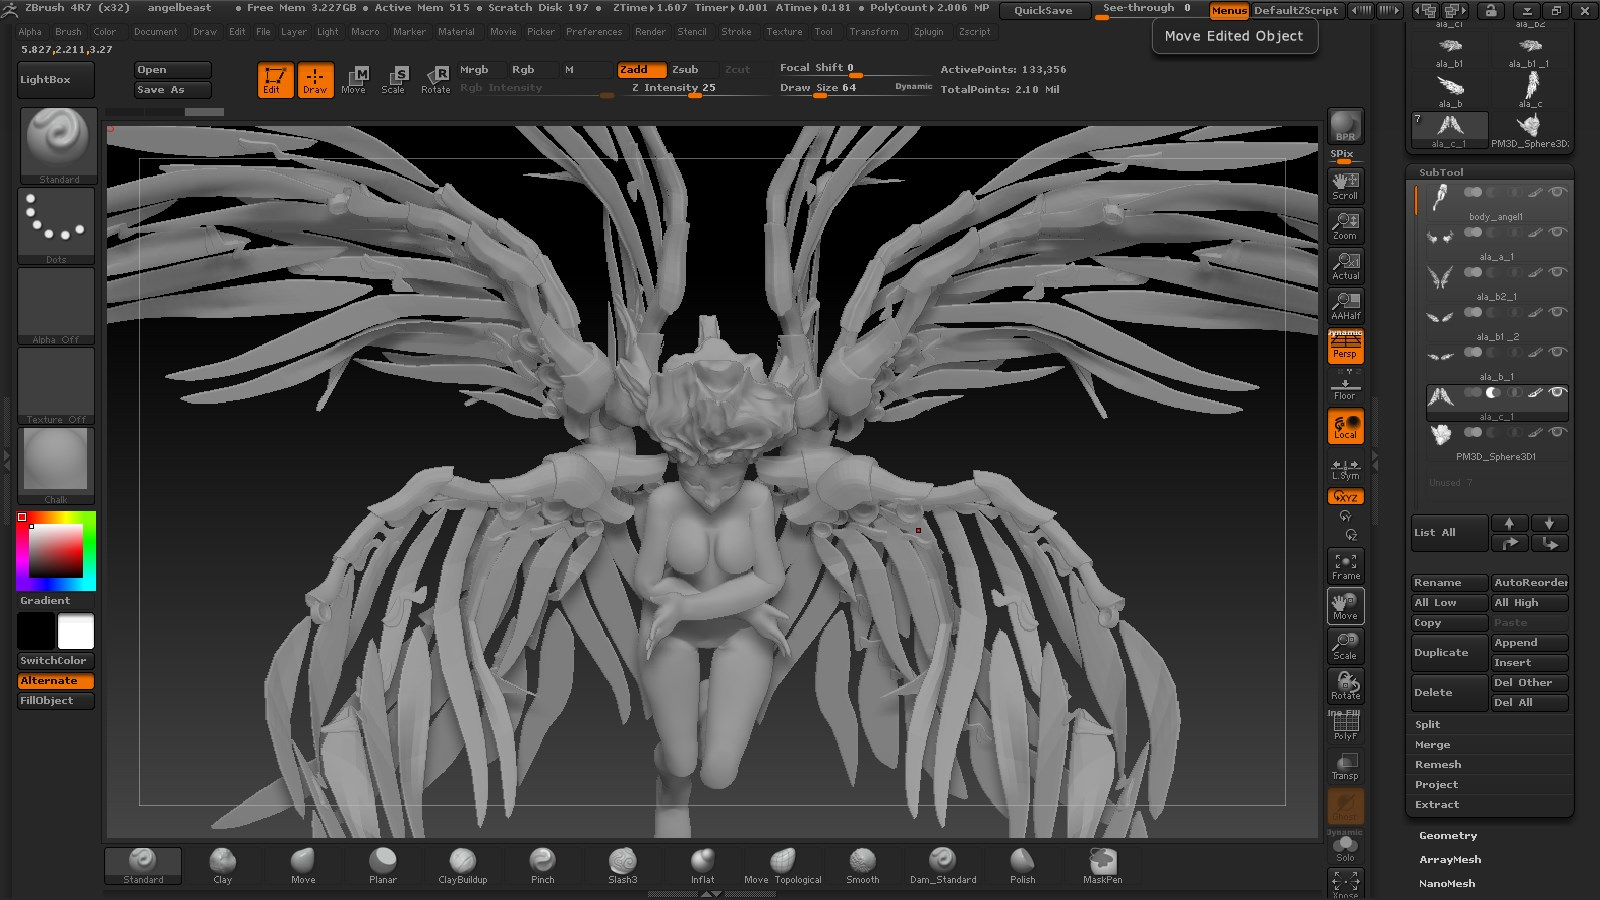 ZBrush 4R7 (x32) angelbeast • Free Mem 3.227GB • Active Mem 515 • Scratch Disk 197 • ZTime▸1.607 Timer▸0.001 ATime▸0.181 • PolyCount▸2.006 MP QuickSave See-through 0 Menus DefaultZScript
Alpha Brush Color Document Draw Edit File Layer Light Macro Marker Material Movie Picker Preferences Render Stencil Stroke Texture Tool Transform Zplugin Zscript
Move Edited Object
5.827,2.211,3.27
LightBox
Open
Save As
Edit Draw Move Scale Rotate
Mrgb Rgb M Zadd Zsub Zcut
Rgb Intensity Z Intensity 25
Focal Shift 0
Draw Size 64 Dynamic
ActivePoints: 133,356
TotalPoints: 2.10 Mil
Standard
Dots
Alpha Off
Texture Off
Chalk
Gradient
SwitchColor
Alternate
FillObject
BPR
SPix
Scroll
Zoom
Actual
AAHalf
Dynamic
Persp
Floor
Local
L.Sym
XYZ
Frame
Move
Scale
Rotate
Line Fill
PolyF
Transp
Ghost
Dynamic
Solo
Xpose
ala_b1 ala_b1_1
ala_b ala_c
7
ala_c_1 PM3D_Sphere3D
SubTool
body_angel1
ala_a_1
ala_b2_1
ala_b1_2
ala_b_1
ala_c_1
PM3D_Sphere3D1
Unused 7
List All
Rename AutoReorder
All Low All High
Copy Paste
Duplicate Append
Insert
Delete Del Other
Del All
Split
Merge
Remesh
Project
Extract
Geometry
ArrayMesh
NanoMesh
Standard Clay Move Planar ClayBuildup Pinch Slash3 Inflat Move Topological Smooth Dam_Standard Polish MaskPen